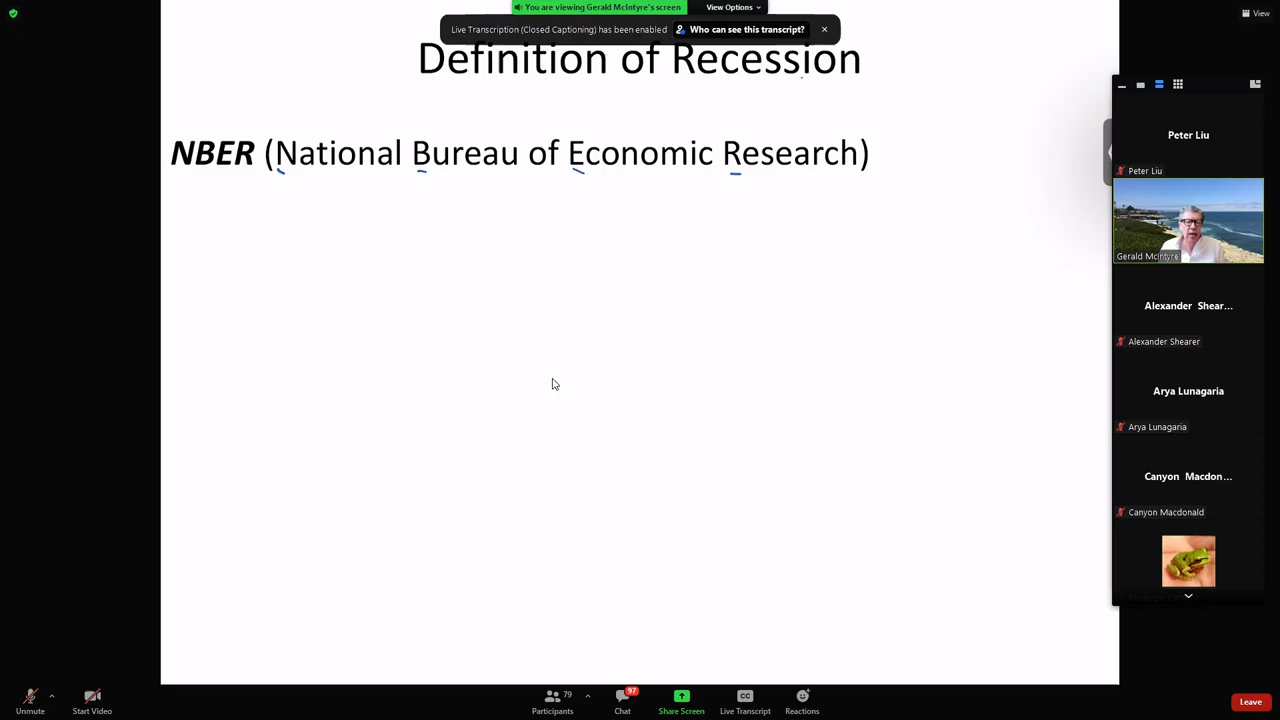 You are viewing Gerald McIntyre's screen
View Options
View
Live Transcription (Closed Captioning) has been enabled
Who can see this transcript?
Definition of Recession
NBER (National Bureau of Economic Research)
Peter Liu
Peter Liu
Gerald McIntyre
Alexander Shear...
Alexander Shearer
Arya Lunagaria
Arya Lunagaria
Canyon Macdon...
Canyon Macdonald
79
97
CC
Unmute
Start Video
Participants
Chat
Share Screen
Live Transcript
Reactions
Leave